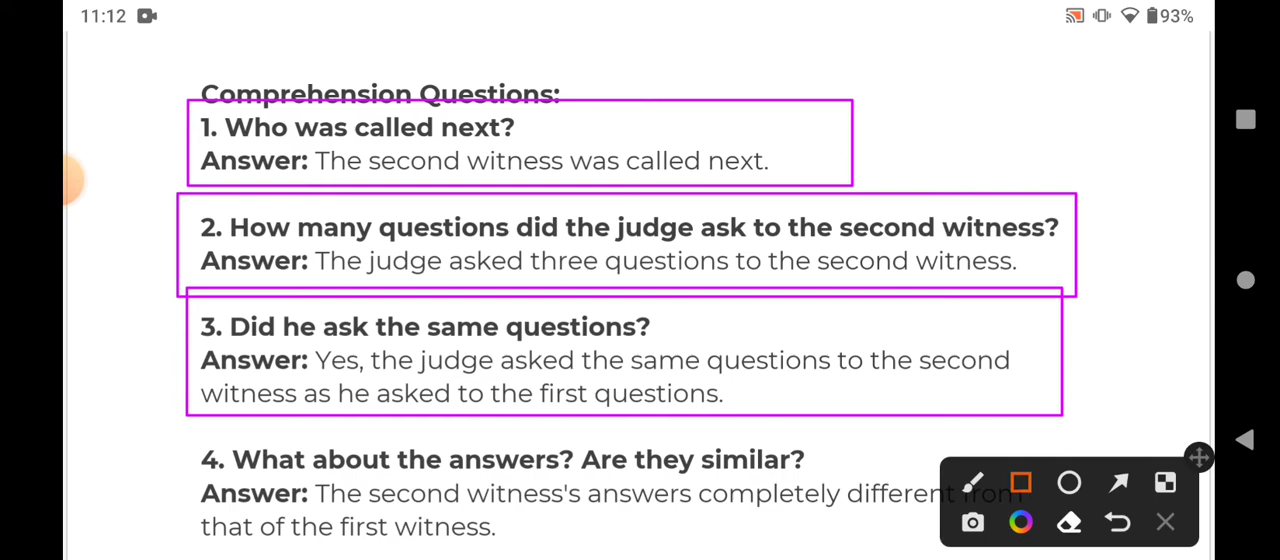 11:12 93%
Comprehension Questions:
1. Who was called next?
Answer: The second witness was called next.
2. How many questions did the judge ask to the second witness?
Answer: The judge asked three questions to the second witness.
3. Did he ask the same questions?
Answer: Yes, the judge asked the same questions to the second
witness as he asked to the first questions.
4. What about the answers? Are they similar?
Answer: The second witness's answers completely different from
that of the first witness.